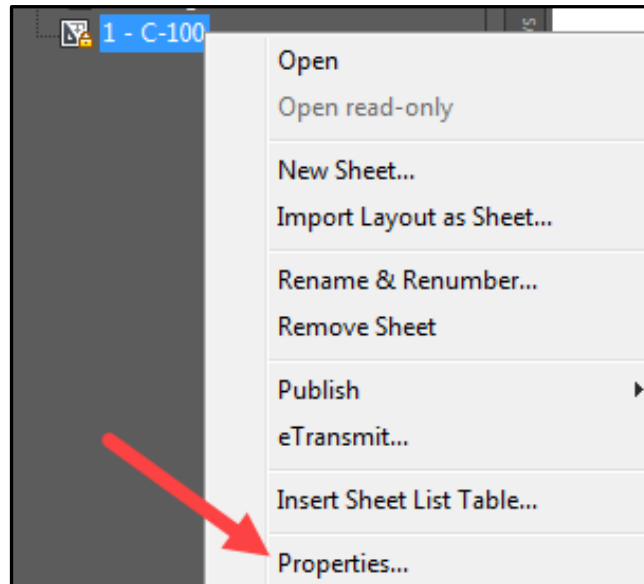 1 - C-100
Open
Open read-only
New Sheet...
Import Layout as Sheet...
Rename & Renumber...
Remove Sheet
Publish
eTransmit...
Insert Sheet List Table...
Properties...